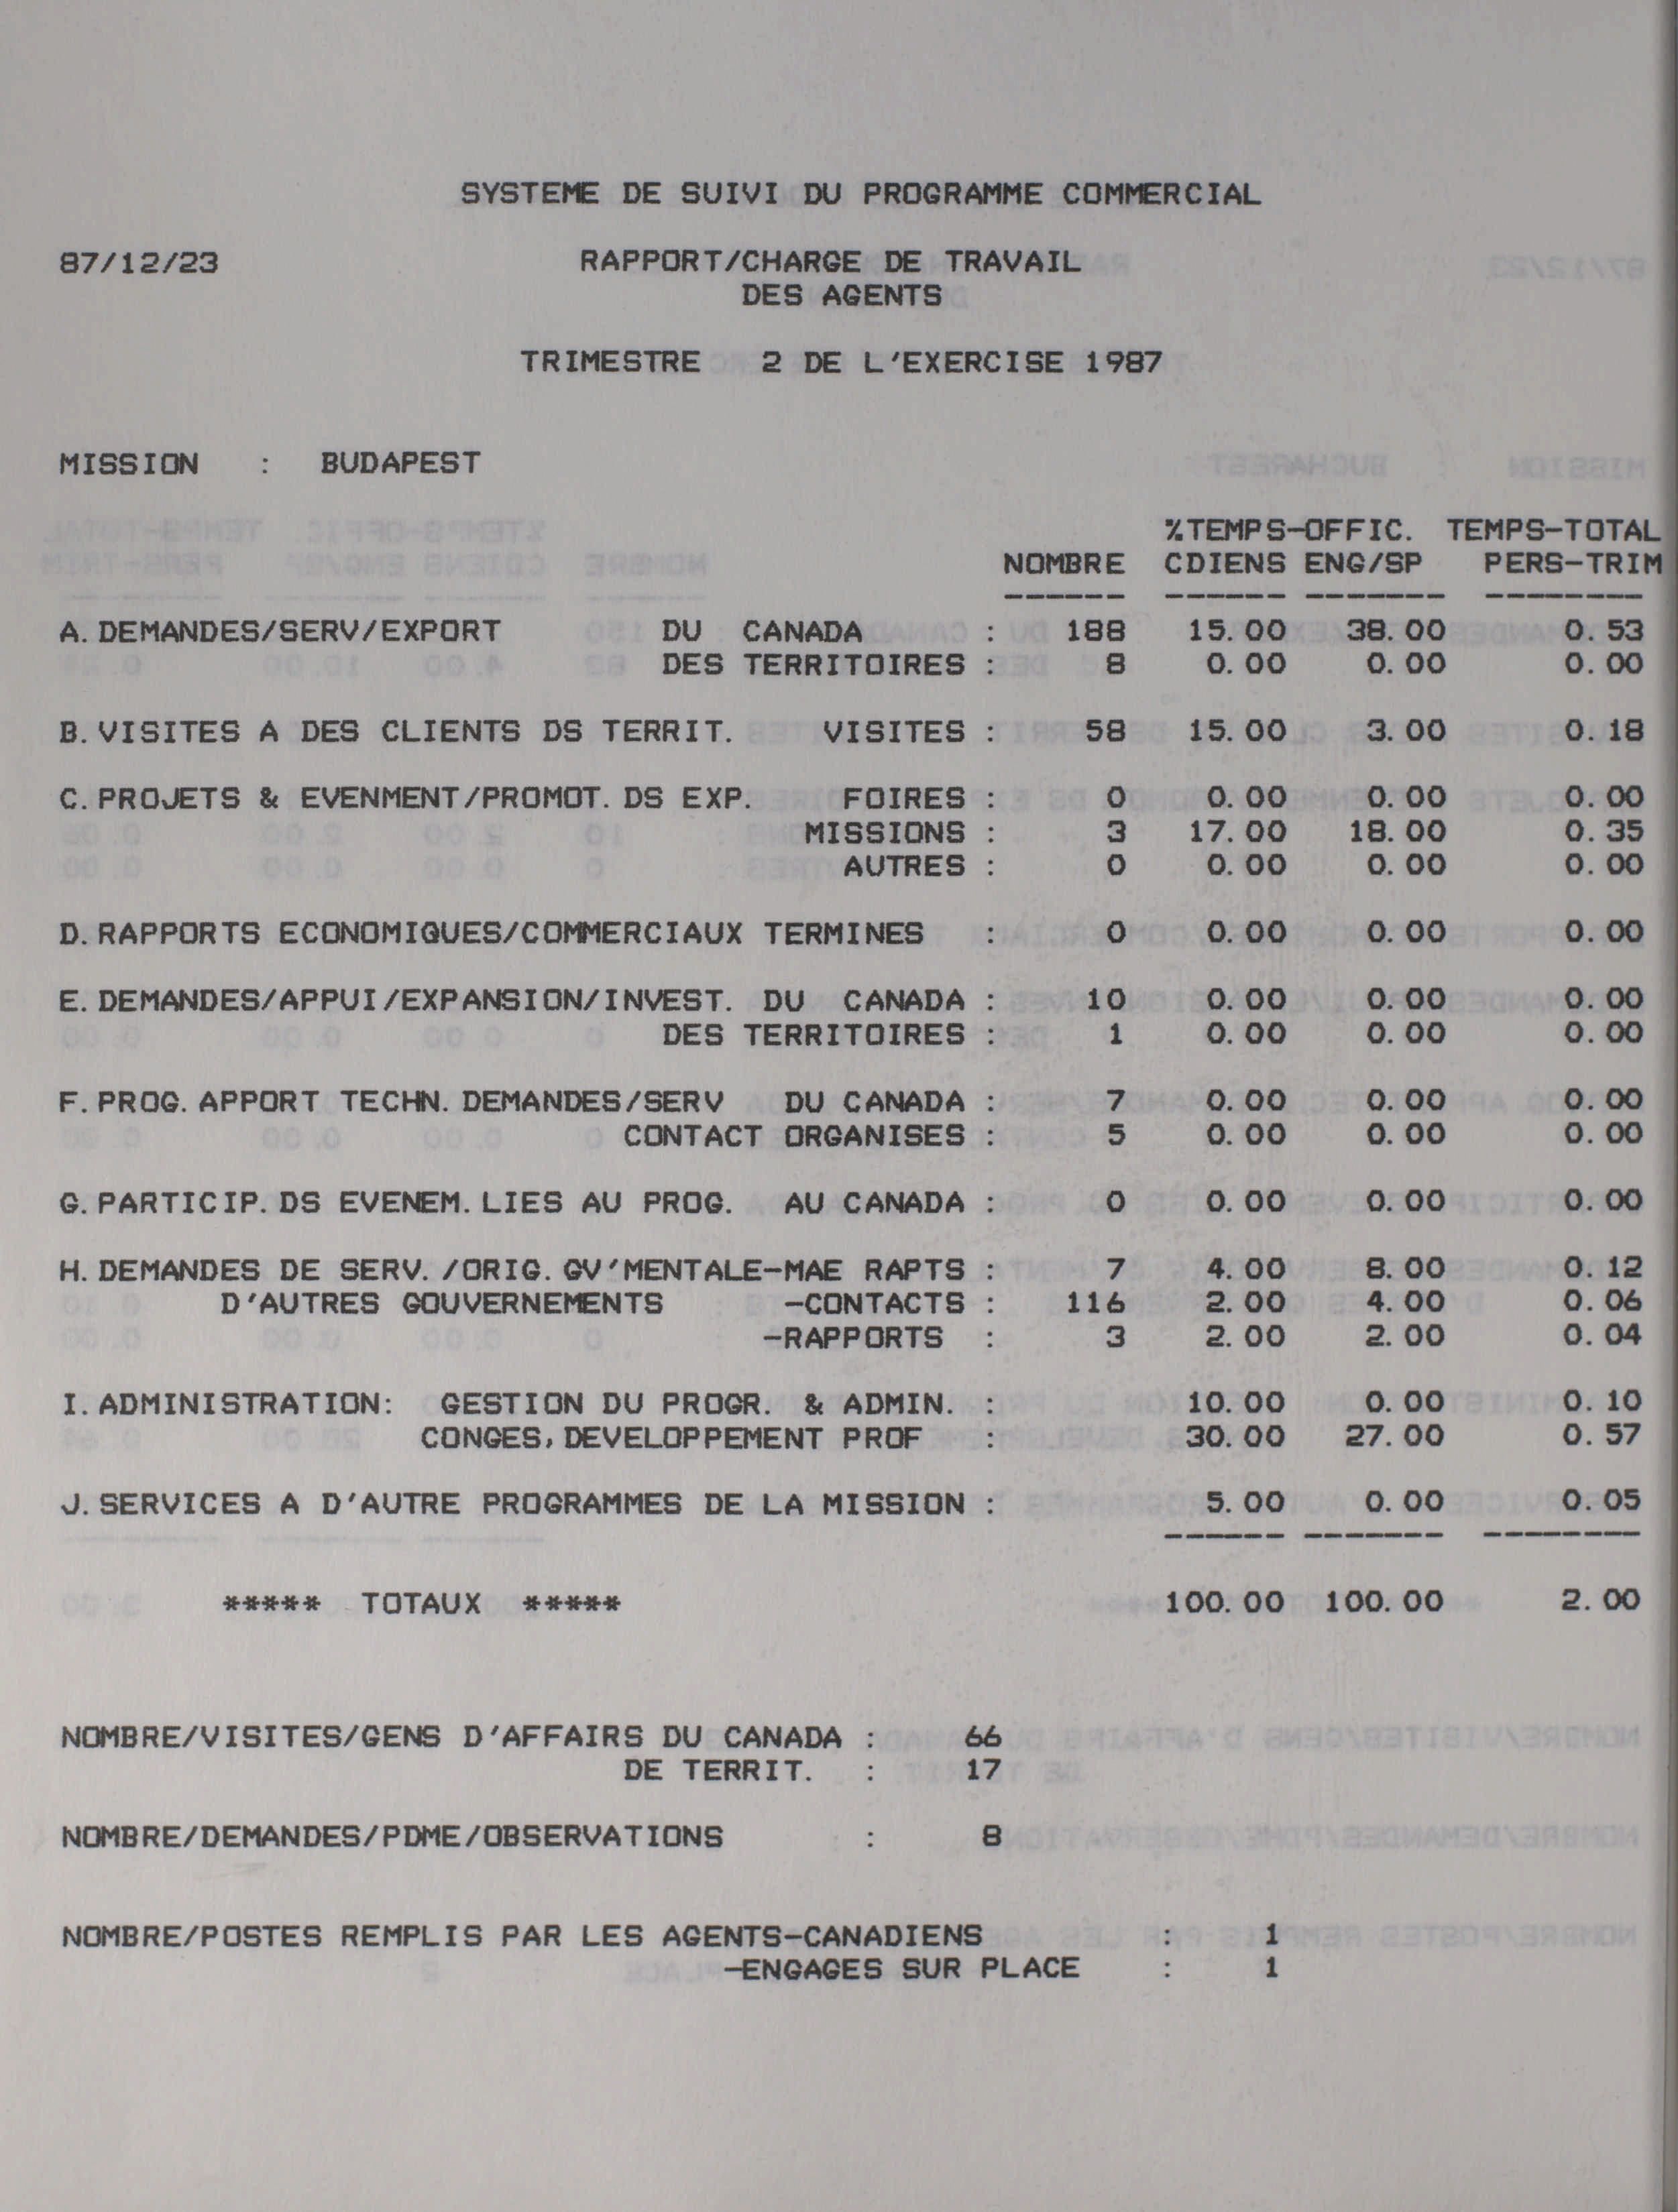 SYSTEME DE SUIVI DU PROGRAMME COMMERCIAL
87/12/23 RAPPORT/CHARGE DE TRAVAIL
DES AGENTS
TRIMESTRE 2 DE L'EXERCISE 1987
MISSION : BUDAPEST
%TEMPS-OFFIC. TEMPS-TOTAL
NOMBRE CDIENS ENG/SP PERS-TRIM
------ ------ ------- --------
A. DEMANDES/SERV/EXPORT DU CANADA : 188 15.00 38.00 0.53
DES TERRITOIRES : 8 0.00 0.00 0.00
B. VISITES A DES CLIENTS DS TERRIT. VISITES : 58 15.00 3.00 0.18
C. PROJETS & EVENMENT/PROMOT. DS EXP. FOIRES : 0 0.00 0.00 0.00
MISSIONS : 3 17.00 18.00 0.35
AUTRES : 0 0.00 0.00 0.00
D. RAPPORTS ECONOMIQUES/COMMERCIAUX TERMINES : 0 0.00 0.00 0.00
E. DEMANDES/APPUI/EXPANSION/INVEST. DU CANADA : 10 0.00 0.00 0.00
DES TERRITOIRES : 1 0.00 0.00 0.00
F. PROG. APPORT TECHN. DEMANDES/SERV DU CANADA : 7 0.00 0.00 0.00
CONTACT ORGANISES : 5 0.00 0.00 0.00
G. PARTICIP. DS EVENEM. LIES AU PROG. AU CANADA : 0 0.00 0.00 0.00
H. DEMANDES DE SERV./ORIG. GV'MENTALE-MAE RAPTS : 7 4.00 8.00 0.12
D'AUTRES GOUVERNEMENTS -CONTACTS : 116 2.00 4.00 0.06
-RAPPORTS : 3 2.00 2.00 0.04
I. ADMINISTRATION: GESTION DU PROGR. & ADMIN. : 10.00 0.00 0.10
CONGES, DEVELOPPEMENT PROF : 30.00 27.00 0.57
J. SERVICES A D'AUTRE PROGRAMMES DE LA MISSION : 5.00 0.00 0.05
------ ------- --------
***** TOTAUX ***** 100.00 100.00 2.00
NOMBRE/VISITES/GENS D'AFFAIRS DU CANADA : 66
DE TERRIT. : 17
NOMBRE/DEMANDES/PDME/OBSERVATIONS : 8
NOMBRE/POSTES REMPLIS PAR LES AGENTS-CANADIENS : 1
-ENGAGES SUR PLACE : 1